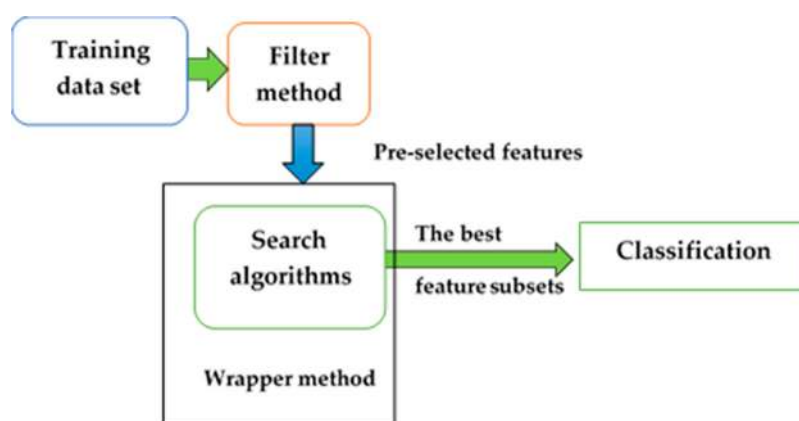 Training
data set
Filter
method
Pre-selected features
Search
algorithms
The best
feature subsets
Classification
Wrapper method